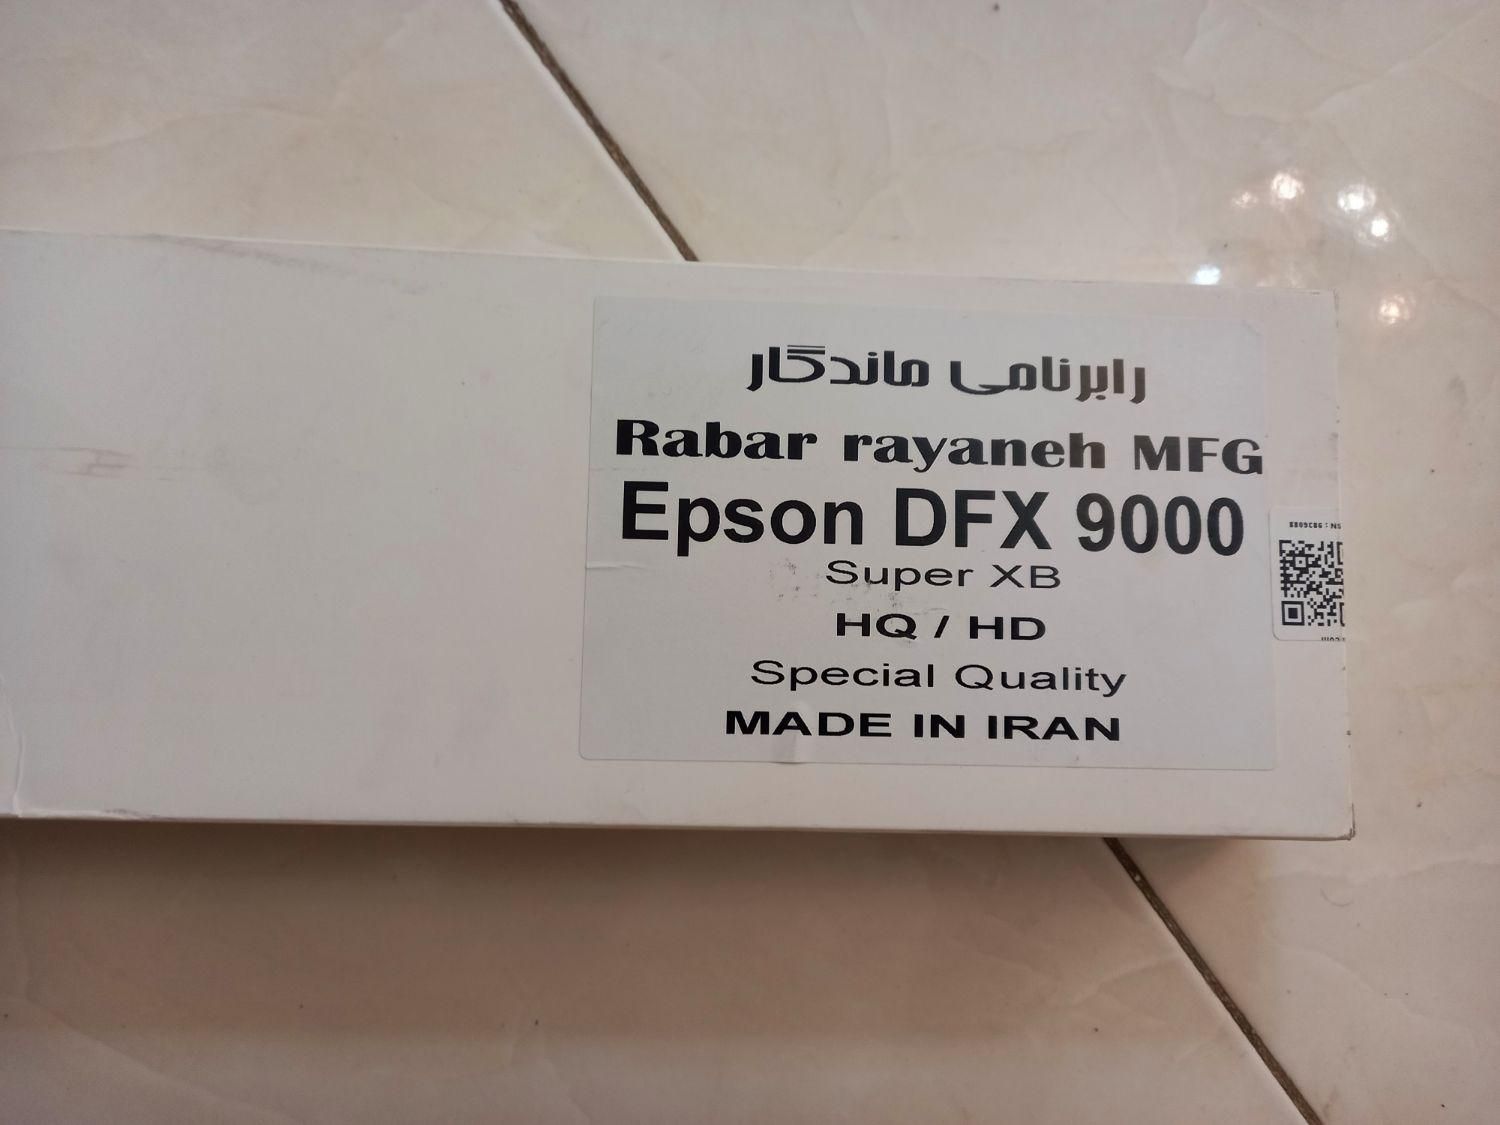 رابرنامی ماندگار
Rabar rayaneh MFG
Epson DFX 9000
Super XB
HQ / HD
Special Quality
MADE IN IRAN